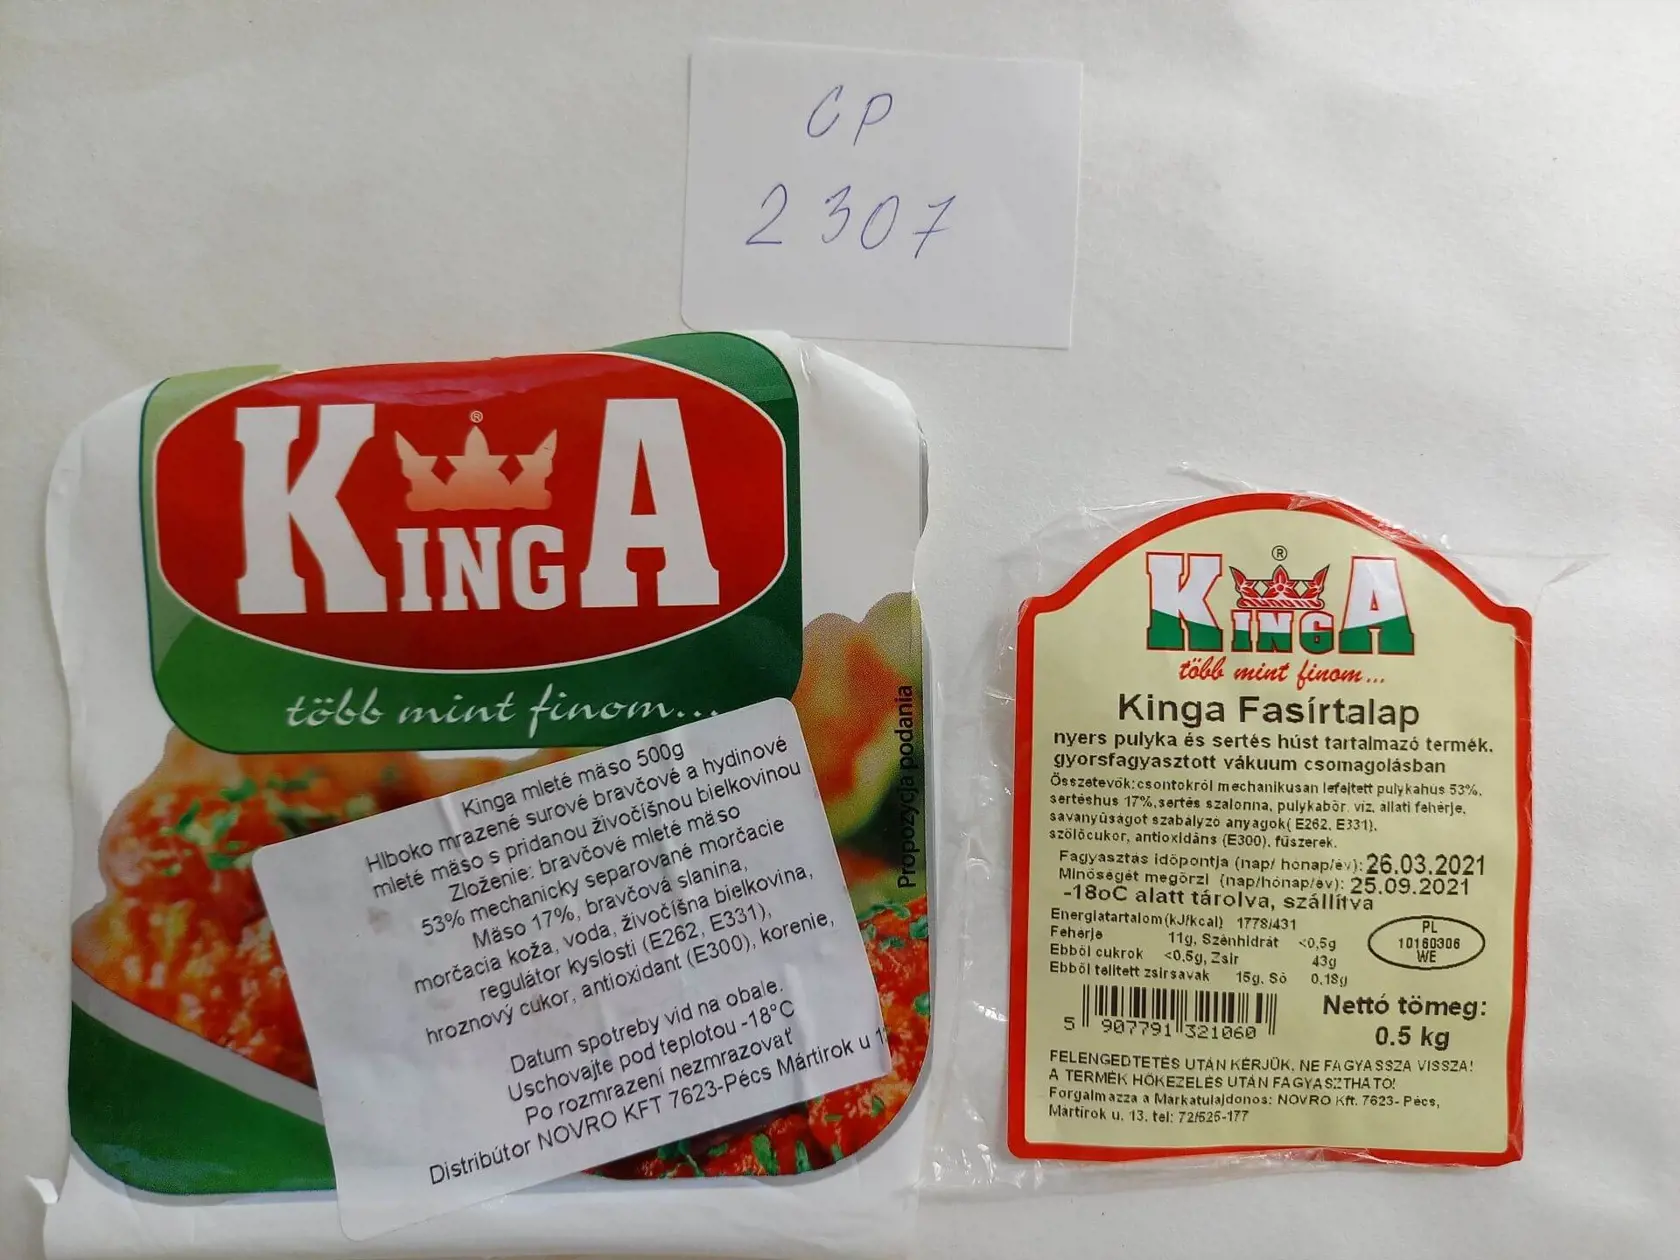 CP
2307
KINGA
®
több mint finom...
Propozycja podania
Kinga mleté mäso 500g
Hlboko mrazené surové bravčové a hydinové
mleté mäso s pridanou živočíšnou bielkovinou
Zloženie: bravčové mleté mäso
53% mechanicky separované morčacie
Mäso 17%, bravčová slanina,
morčacia koža, voda, živočíšna bielkovina,
regulátor kyslosti (E262, E331),
hroznový cukor, antioxidant (E300), korenie,
Datum spotreby vid na obale.
Uschovajte pod teplotou -18°C
Po rozmrazení nezmrazovať
Distribútor NOVRO KFT 7623-Pécs Mártirok u 1
®
KINGA
több mint finom...
Kinga Fasírtalap
nyers pulyka és sertés húst tartalmazó termék.
gyorsfagyasztott vákuum csomagolásban
Összetevők:csontokról mechanikusan lefejtett pulykahús 53%,
sertéshus 17%,sertés szalonna, pulykabőr, víz, állati fehérje,
savanyúságot szabályzó anyagok( E262, E331),
szőlőcukor, antioxidáns (E300), fűszerek.
Fagyasztás időpontja (nap/ hónap/év): 26.03.2021
Minőségét megőrzi (nap/hónap/év): 25.09.2021
-18oC alatt tárolva, szállítva
Energiatartalom(kJ/kcal) 1778/431
Fehérje 11g, Szénhidrát <0,5g
Ebből cukrok <0,5g, Zsír 43g
Ebből telített zsírsavak 15g, Só 0,18g
PL
10160306
WE
5 907791 321060
Nettó tömeg:
0.5 kg
FELENGEDTETÉS UTÁN KÉRJÜK, NE FAGYASSZA VISSZA!
A TERMÉK HŐKEZELÉS UTÁN FAGYASZTHATÓ!
Forgalmazza a Márkatulajdonos: NOVRO Kft. 7623- Pécs,
Mártirok u. 13. tel: 72/525-177